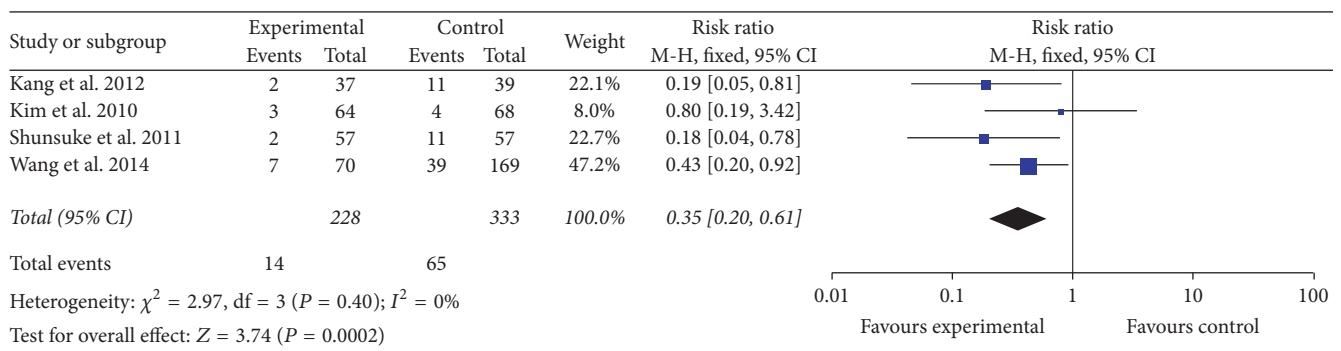 Study or subgroup Experimental Control Weight Risk ratio Risk ratio
Events Total Events Total M-H, fixed, 95% CI M-H, fixed, 95% CI
Kang et al. 2012 2 37 11 39 22.1% 0.19 [0.05, 0.81]
Kim et al. 2010 3 64 4 68 8.0% 0.80 [0.19, 3.42]
Shunsuke et al. 2011 2 57 11 57 22.7% 0.18 [0.04, 0.78]
Wang et al. 2014 7 70 39 169 47.2% 0.43 [0.20, 0.92]
Total (95% CI) 228 333 100.0% 0.35 [0.20, 0.61]
Total events 14 65
Heterogeneity: χ² = 2.97, df = 3 (P = 0.40); I² = 0%
Test for overall effect: Z = 3.74 (P = 0.0002)
0.01 0.1 1 10 100
Favours experimental Favours control